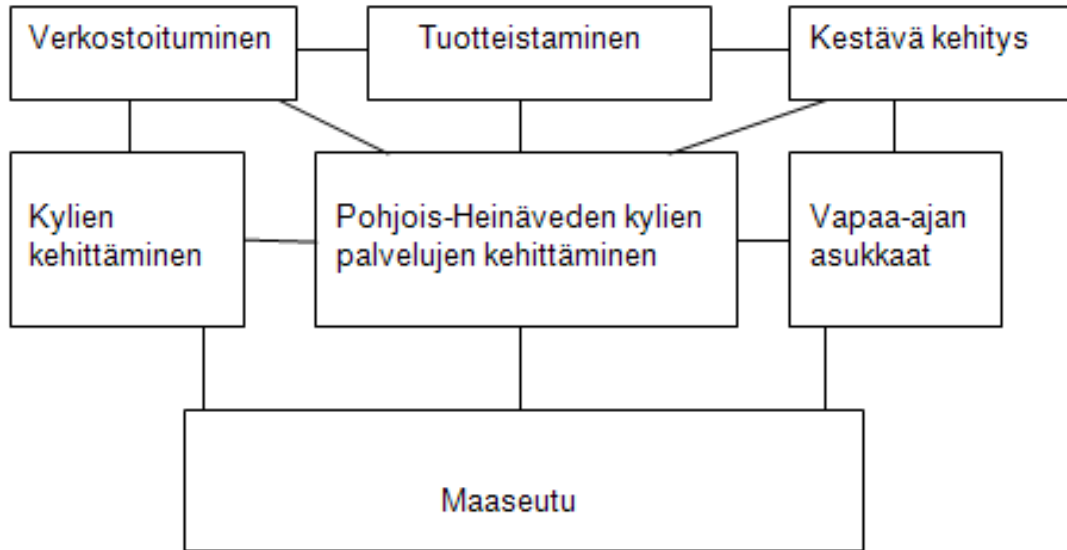 Verkostoituminen
Tuotteistaminen
Kestävä kehitys
Kylien
kehittäminen
Pohjois-Heinäveden kylien
palvelujen kehittäminen
Vapaa-ajan
asukkaat
Maaseutu